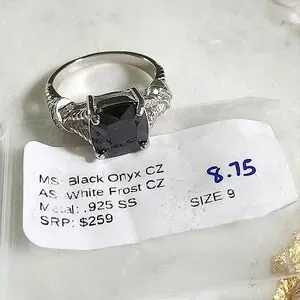 MS: Black Onyx CZ
AS: White Frost CZ
Metal: .925 SS
SRP: $259
8.75
SIZE 9